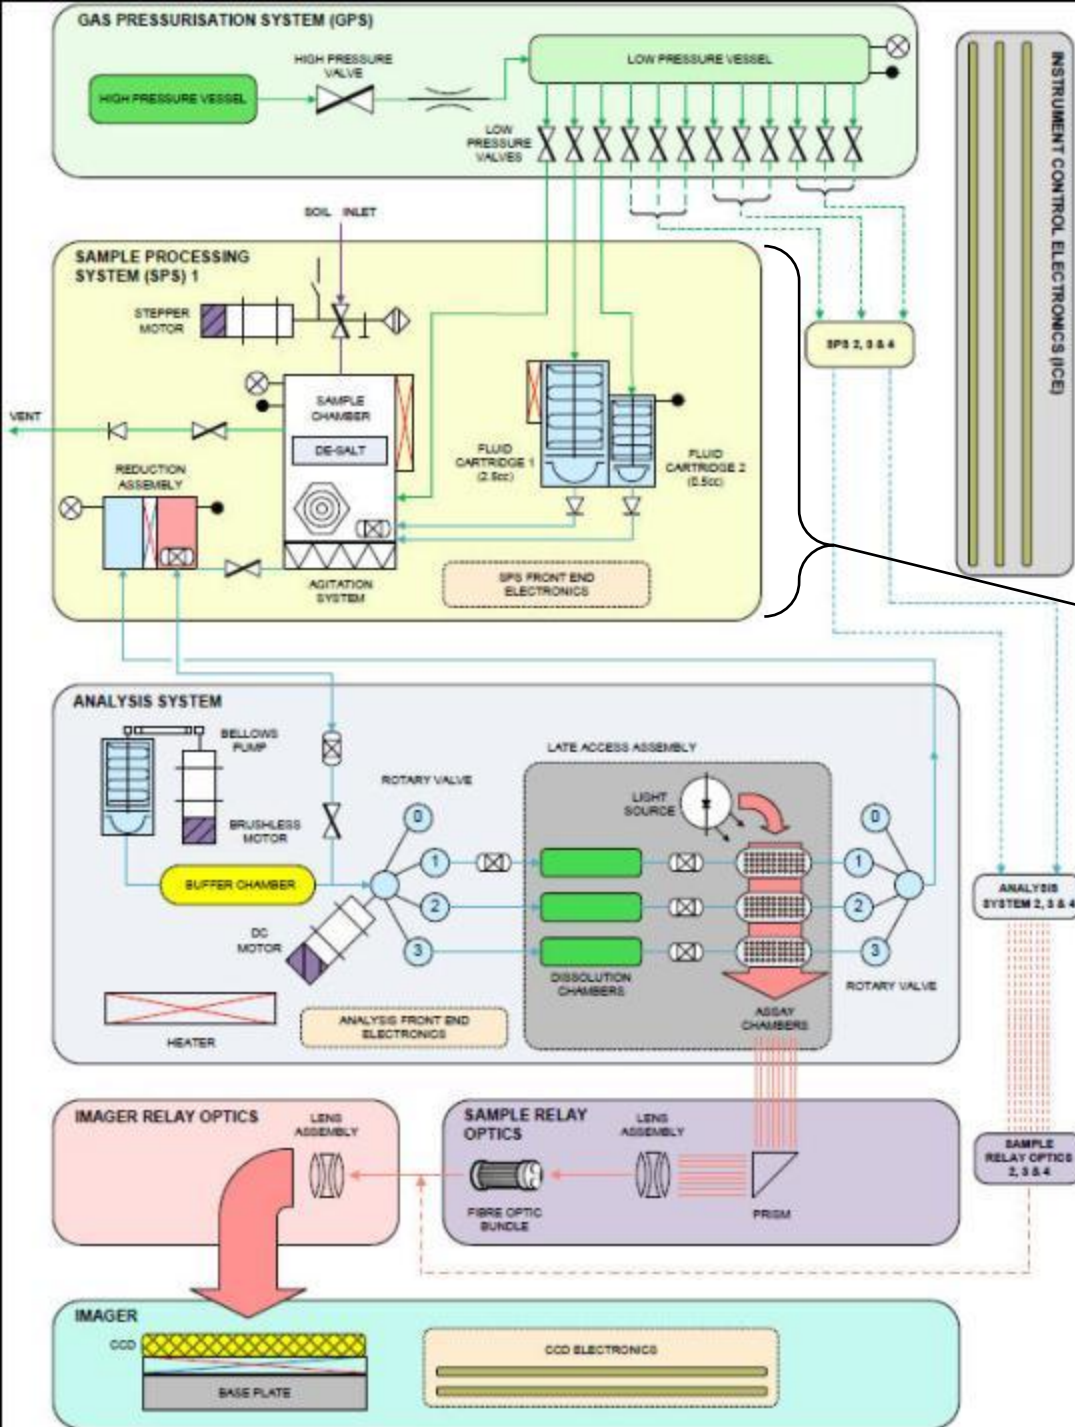 GAS PRESSURISATION SYSTEM (GPS)
HIGH PRESSURE
VALVE
LOW PRESSURE VESSEL
HIGH PRESSURE VESSEL
LOW
PRESSURE
VALVES
INSTRUMENT CONTROL ELECTRONICS (ICE)
SOIL INLET
SAMPLE PROCESSING
SYSTEM (SPS) 1
STEPPER
MOTOR
SPS 2, 3 & 4
SAMPLE
CHAMBER
VENT
DE-SALT
FLUID
CARTRIDGE 1
(2.5cc)
FLUID
CARTRIDGE 2
(0.5cc)
REDUCTION
ASSEMBLY
AGITATION
SYSTEM
SPS FRONT END
ELECTRONICS
ANALYSIS SYSTEM
BELLOWS
PUMP
LATE ACCESS ASSEMBLY
ROTARY VALVE
LIGHT
SOURCE
BRUSHLESS
MOTOR
0
0
1
1
BUFFER CHAMBER
ANALYSIS
SYSTEM 2, 3 & 4
2
2
DC
MOTOR
3
3
DISSOLUTION
CHAMBERS
ROTARY VALVE
ASSAY
CHAMBERS
ANALYSIS FRONT END
ELECTRONICS
HEATER
IMAGER RELAY OPTICS
LENS
ASSEMBLY
SAMPLE RELAY
OPTICS
LENS
ASSEMBLY
SAMPLE
RELAY OPTICS
2, 3 & 4
FIBRE OPTIC
BUNDLE
PRISM
IMAGER
CCD
CCD ELECTRONICS
BASE PLATE